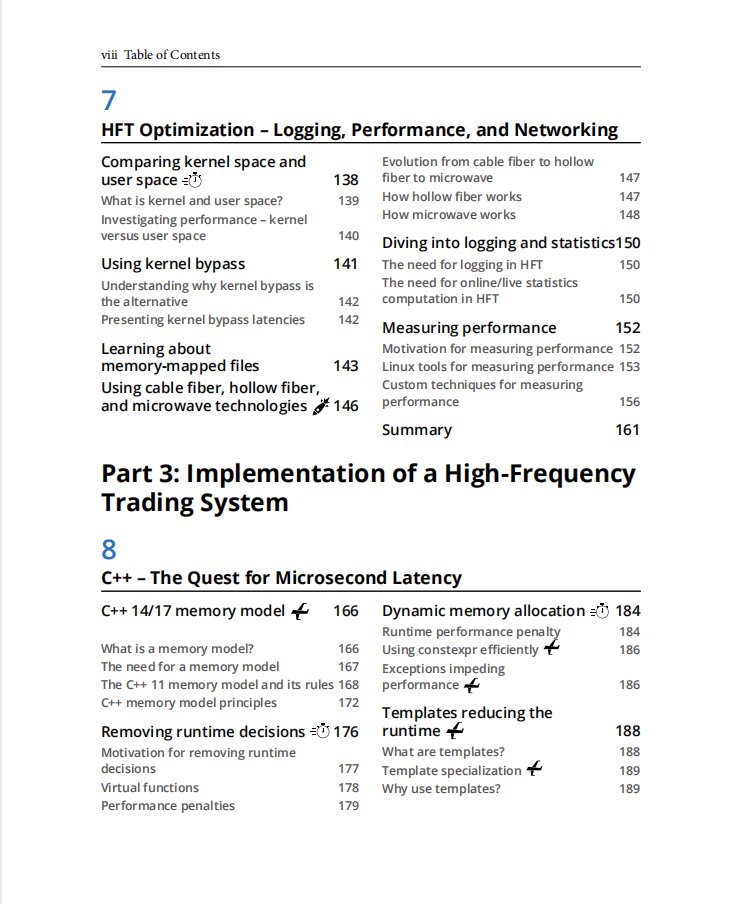 viii Table of Contents
7
HFT Optimization – Logging, Performance, and Networking
Comparing kernel space and
user space 138
What is kernel and user space? 139
Investigating performance – kernel
versus user space 140
Using kernel bypass 141
Understanding why kernel bypass is
the alternative 142
Presenting kernel bypass latencies 142
Learning about
memory-mapped files 143
Using cable fiber, hollow fiber,
and microwave technologies 146
Evolution from cable fiber to hollow
fiber to microwave 147
How hollow fiber works 147
How microwave works 148
Diving into logging and statistics150
The need for logging in HFT 150
The need for online/live statistics
computation in HFT 150
Measuring performance 152
Motivation for measuring performance 152
Linux tools for measuring performance 153
Custom techniques for measuring
performance 156
Summary 161
Part 3: Implementation of a High-Frequency
Trading System
8
C++ – The Quest for Microsecond Latency
C++ 14/17 memory model 166
What is a memory model? 166
The need for a memory model 167
The C++ 11 memory model and its rules 168
C++ memory model principles 172
Removing runtime decisions 176
Motivation for removing runtime
decisions 177
Virtual functions 178
Performance penalties 179
Dynamic memory allocation 184
Runtime performance penalty 184
Using constexpr efficiently 186
Exceptions impeding
performance 186
Templates reducing the
runtime 188
What are templates? 188
Template specialization 189
Why use templates? 189